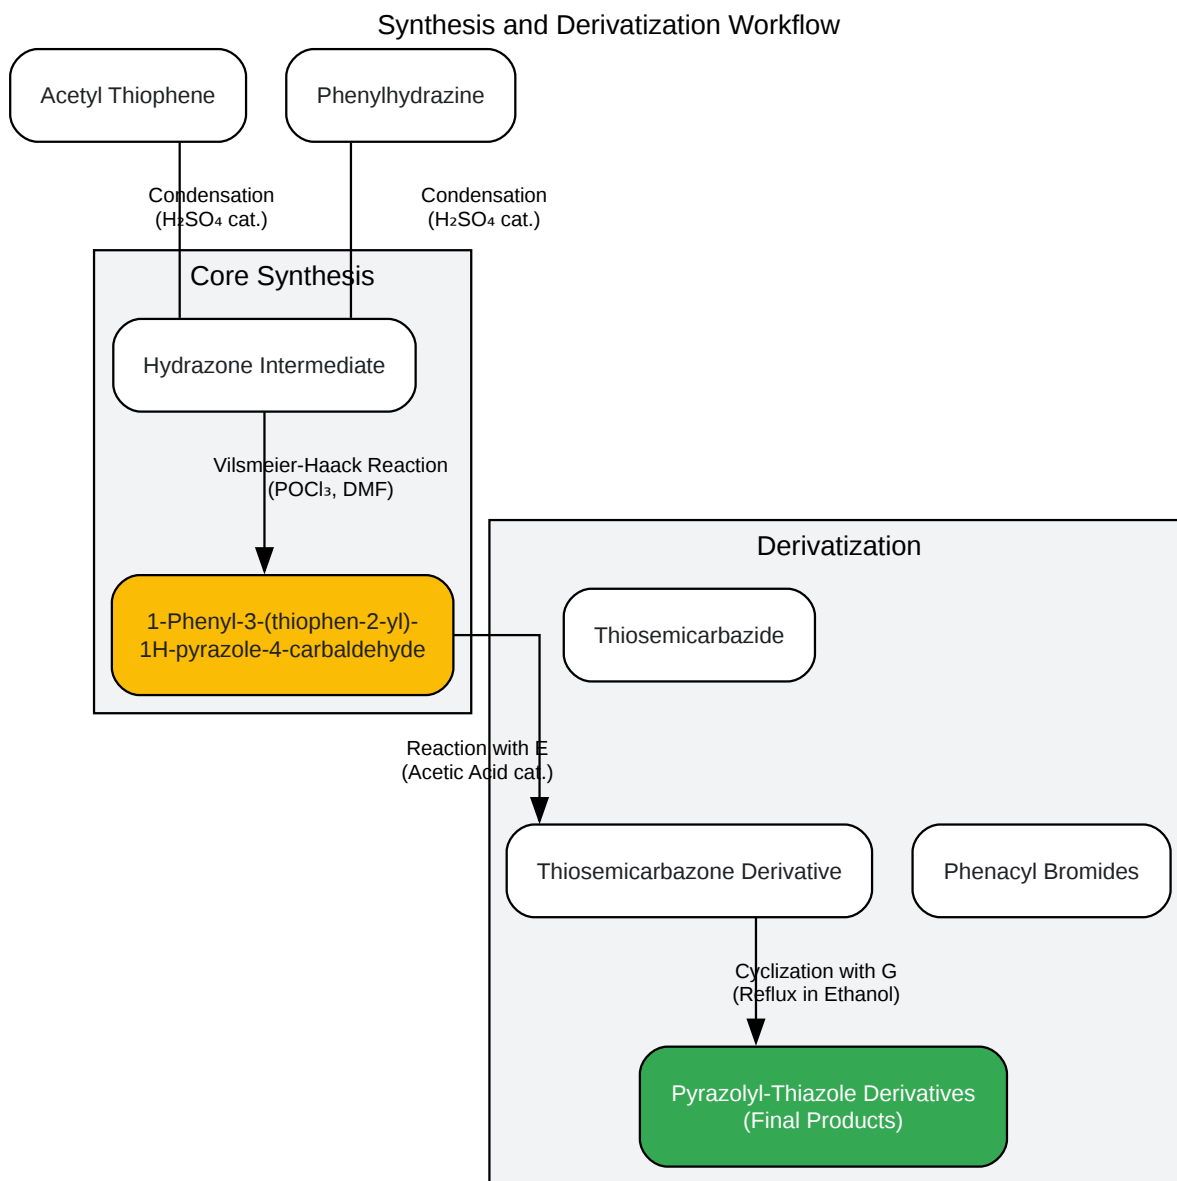 Synthesis and Derivatization Workflow
Acetyl Thiophene
Phenylhydrazine
Condensation
(H₂SO₄ cat.)
Condensation
(H₂SO₄ cat.)
Core Synthesis
Hydrazone Intermediate
Vilsmeier-Haack Reaction
(POCl₃, DMF)
1-Phenyl-3-(thiophen-2-yl)-
1H-pyrazole-4-carbaldehyde
Derivatization
Thiosemicarbazide
Reaction with E
(Acetic Acid cat.)
Thiosemicarbazone Derivative
Phenacyl Bromides
Cyclization with G
(Reflux in Ethanol)
Pyrazolyl-Thiazole Derivatives
(Final Products)